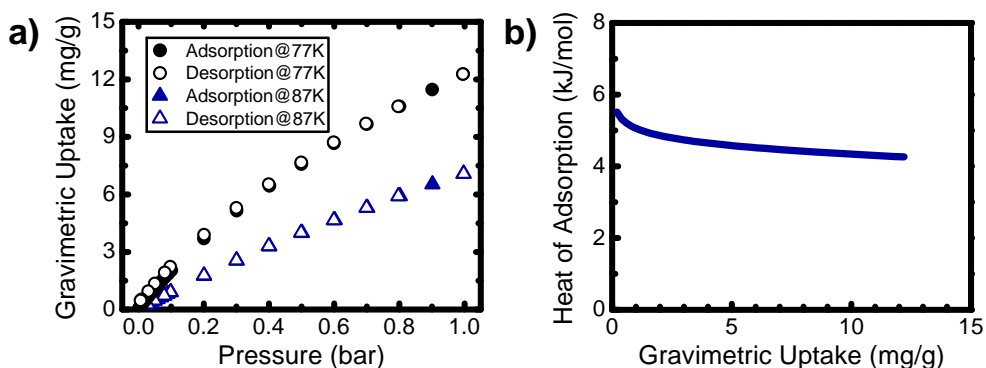 a)
Gravimetric Uptake (mg/g)
15
12
9
6
3
0
Adsorption@77K
Desorption@77K
Adsorption@87K
Desorption@87K
0.0 0.2 0.4 0.6 0.8 1.0
Pressure (bar)
b)
Heat of Adsorption (kJ/mol)
8
6
4
2
0
0 5 10 15
Gravimetric Uptake (mg/g)